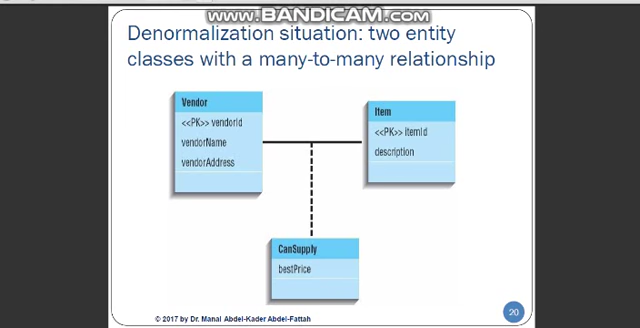 www.BANDICAM.com
Denormalization situation: two entity
classes with a many-to-many relationship
Vendor
<<PK>> vendorId
vendorName
vendorAddress
Item
<<PK>> itemId
description
CanSupply
bestPrice
© 2017 by Dr. Manal Abdel-Kader Abdel-Fattah
20